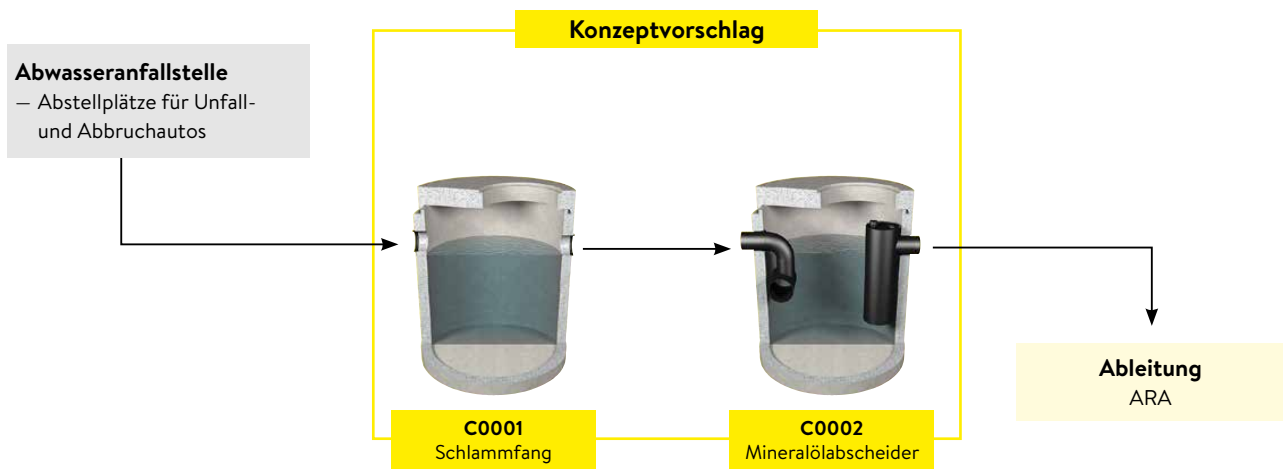 Konzeptvorschlag
Abwasseranfallstelle
— Abstellplätze für Unfall-
und Abbruchautos
C0001
Schlammfang
C0002
Mineralölabscheider
Ableitung
ARA